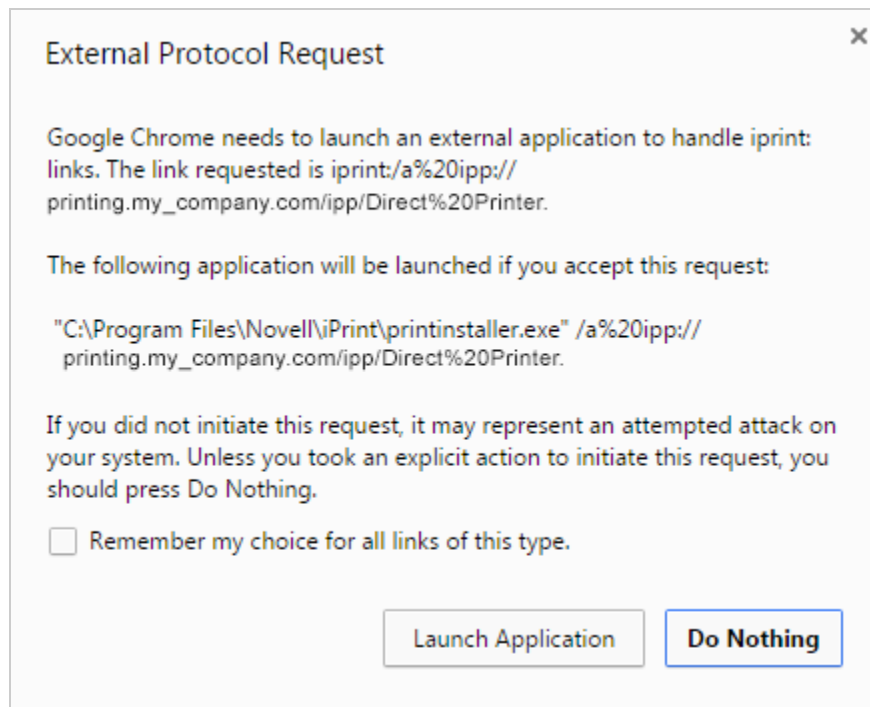 External Protocol Request
Google Chrome needs to launch an external application to handle iprint:
links. The link requested is iprint:/a%20ipp://
printing.my_company.com/ipp/Direct%20Printer.
The following application will be launched if you accept this request:
"C:\Program Files\Novell\iPrint\printinstaller.exe" /a%20ipp://
printing.my_company.com/ipp/Direct%20Printer.
If you did not initiate this request, it may represent an attempted attack on
your system. Unless you took an explicit action to initiate this request, you
should press Do Nothing.
Remember my choice for all links of this type.
Launch Application
Do Nothing